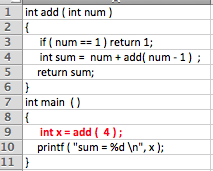 1 int add ( int num )
2 {
3 if ( num == 1 ) return 1;
4 int sum = num + add( num - 1 ) ;
5 return sum;
6 }
7 int main ()
8 {
9 int x = add ( 4 ) ;
10 printf ( "sum = %d \n", x );
11 }